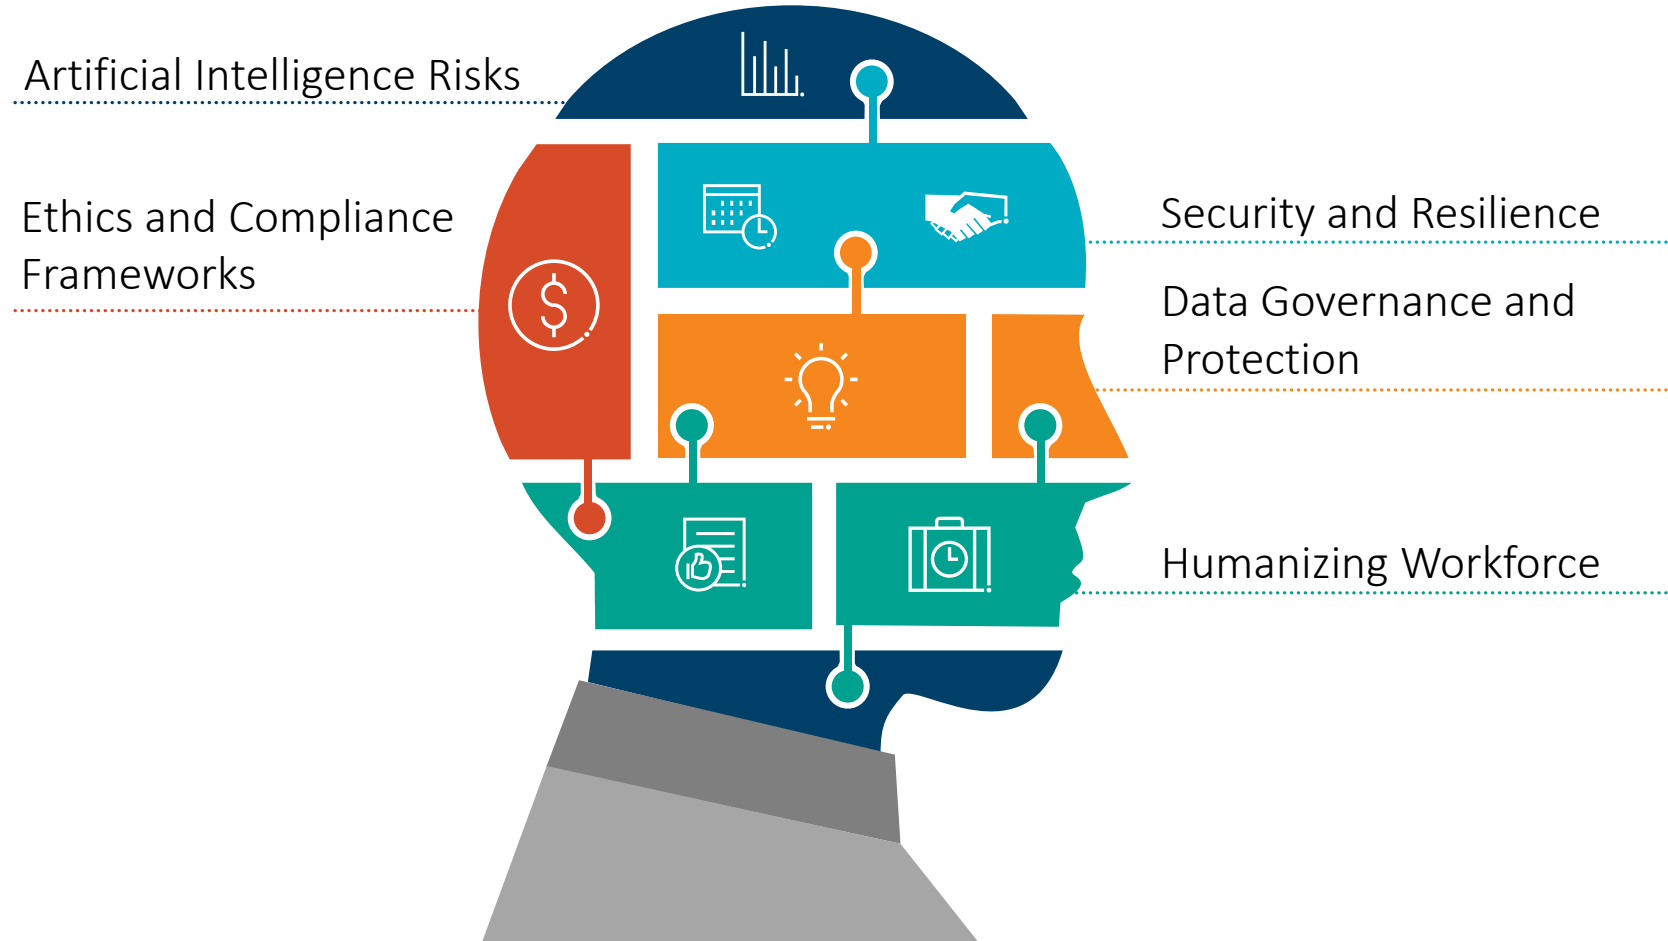 Artificial Intelligence Risks
Ethics and Compliance
Frameworks
Security and Resilience
Data Governance and
Protection
Humanizing Workforce
$